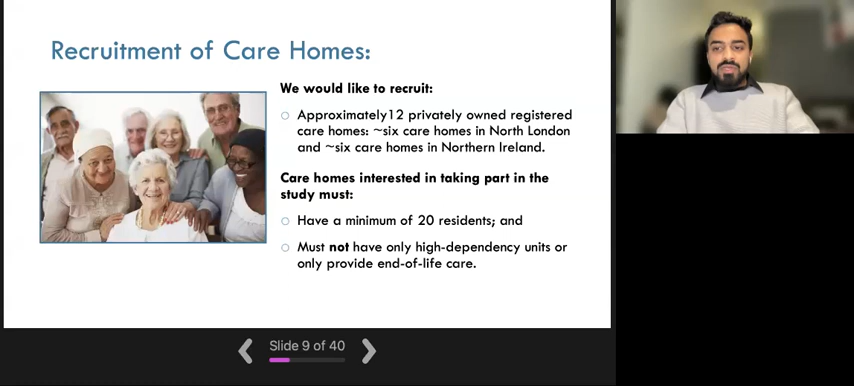 Recruitment of Care Homes:
We would like to recruit:
Approximately12 privately owned registered
care homes: ~six care homes in North London
and ~six care homes in Northern Ireland.
Care homes interested in taking part in the
study must:
Have a minimum of 20 residents; and
Must not have only high-dependency units or
only provide end-of-life care.
Slide 9 of 40